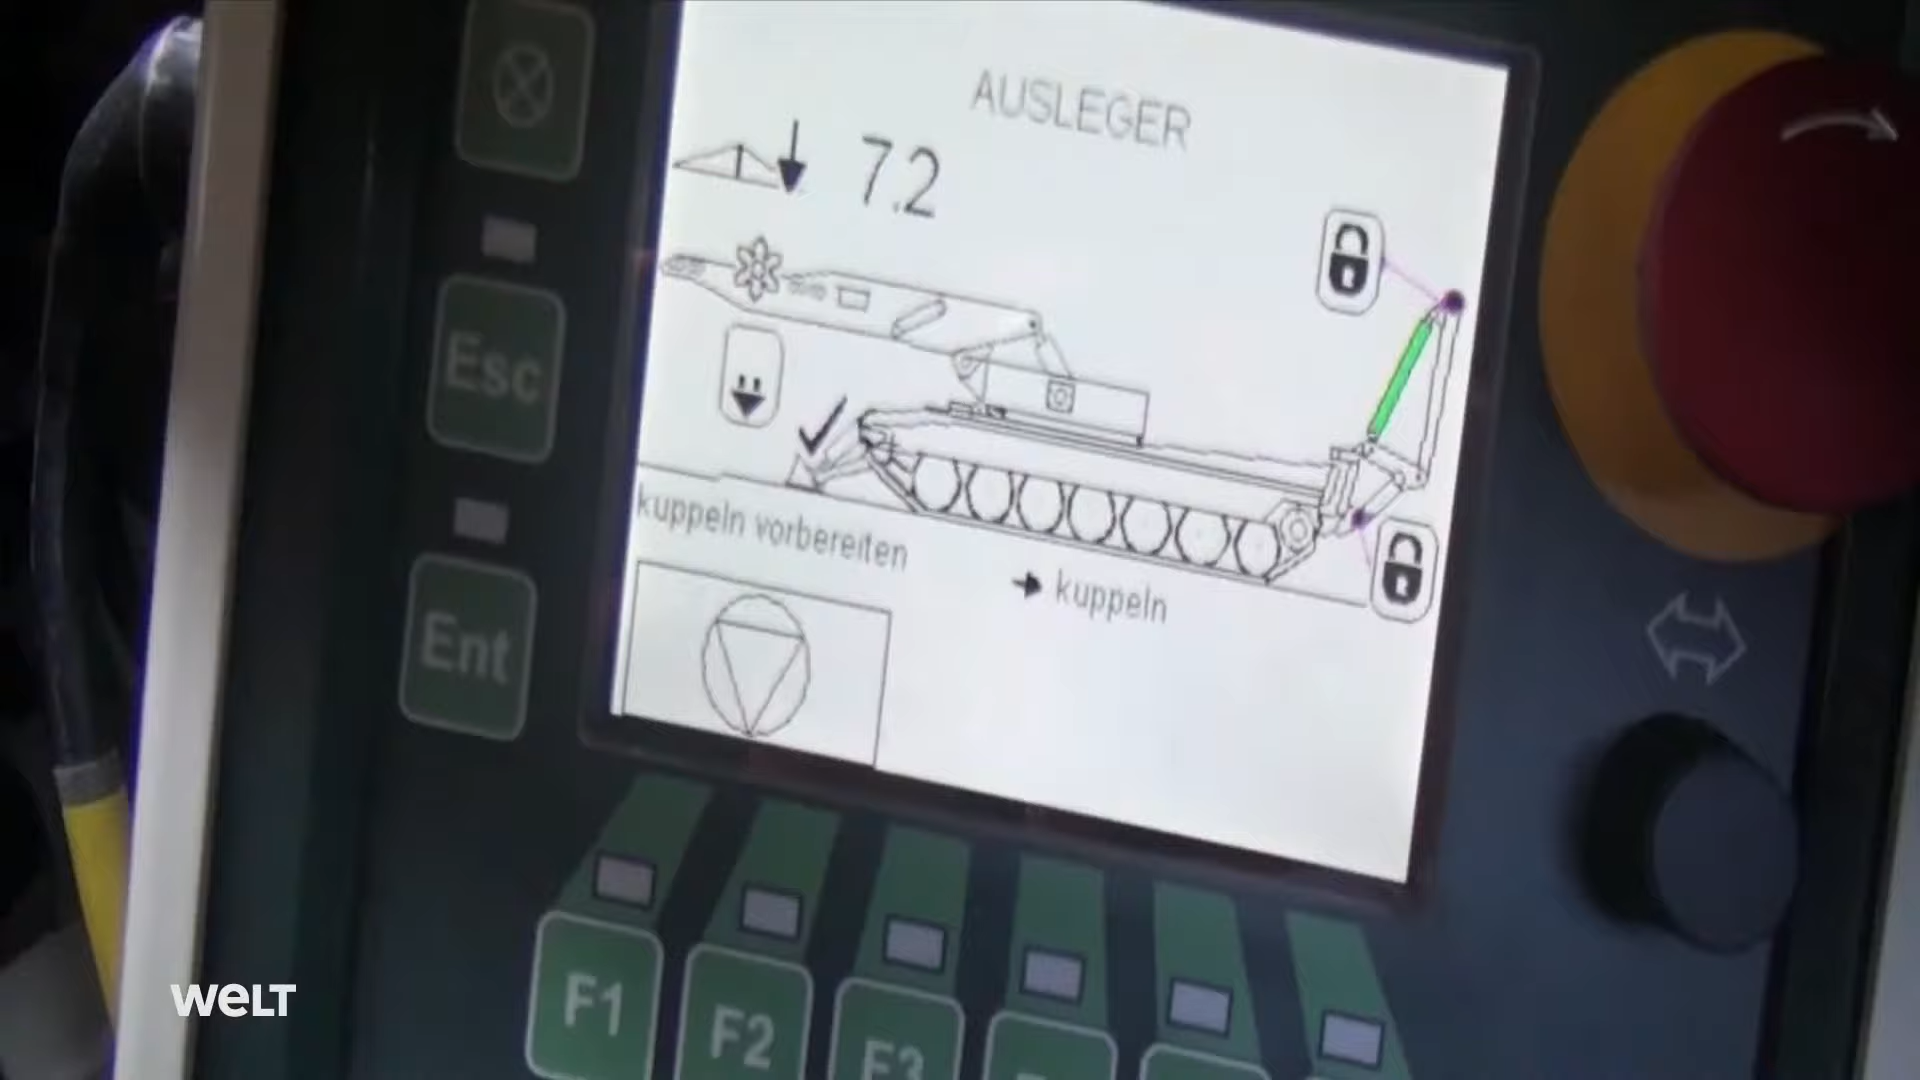 AUSLEGER
7.2
Esc
kuppeln vorbereiten
→ kuppeln
Ent
F1
F2
F3
WELT